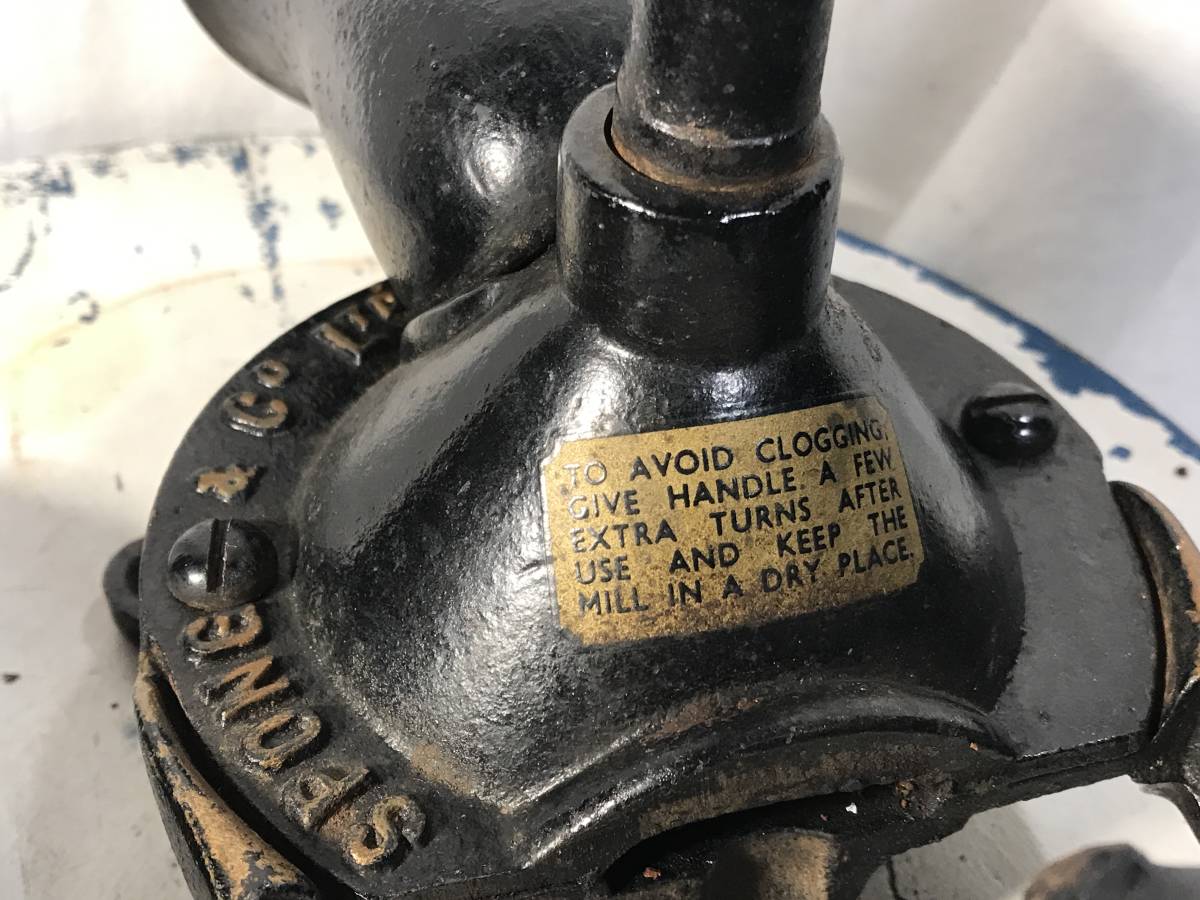 SPONG & Co LTD
TO AVOID CLOGGING,
GIVE HANDLE A FEW
EXTRA TURNS AFTER
USE AND KEEP THE
MILL IN A DRY PLACE.